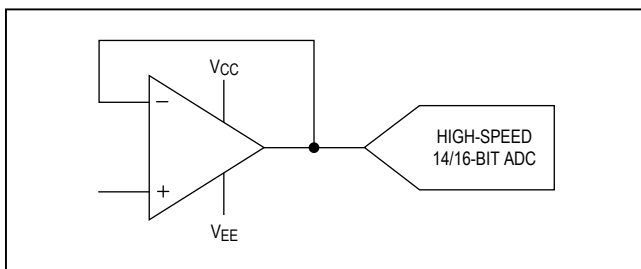 VCC
−
HIGH-SPEED
14/16-BIT ADC
+
VEE